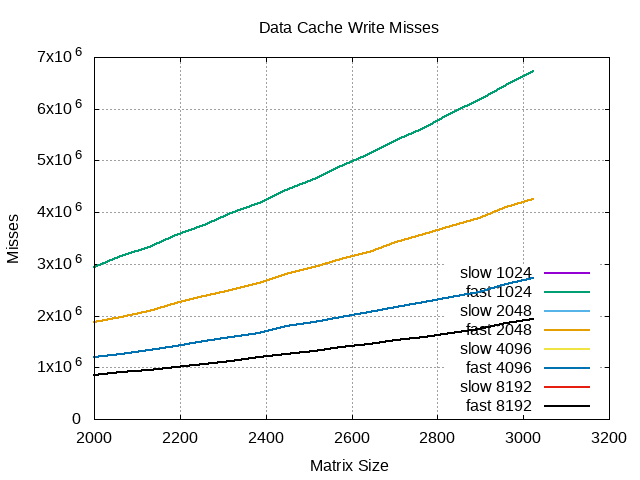 Data Cache Write Misses
7x10^6
6x10^6
5x10^6
4x10^6
3x10^6
2x10^6
1x10^6
0
Misses
slow 1024
fast 1024
slow 2048
fast 2048
slow 4096
fast 4096
slow 8192
fast 8192
2000 2200 2400 2600 2800 3000 3200
Matrix Size